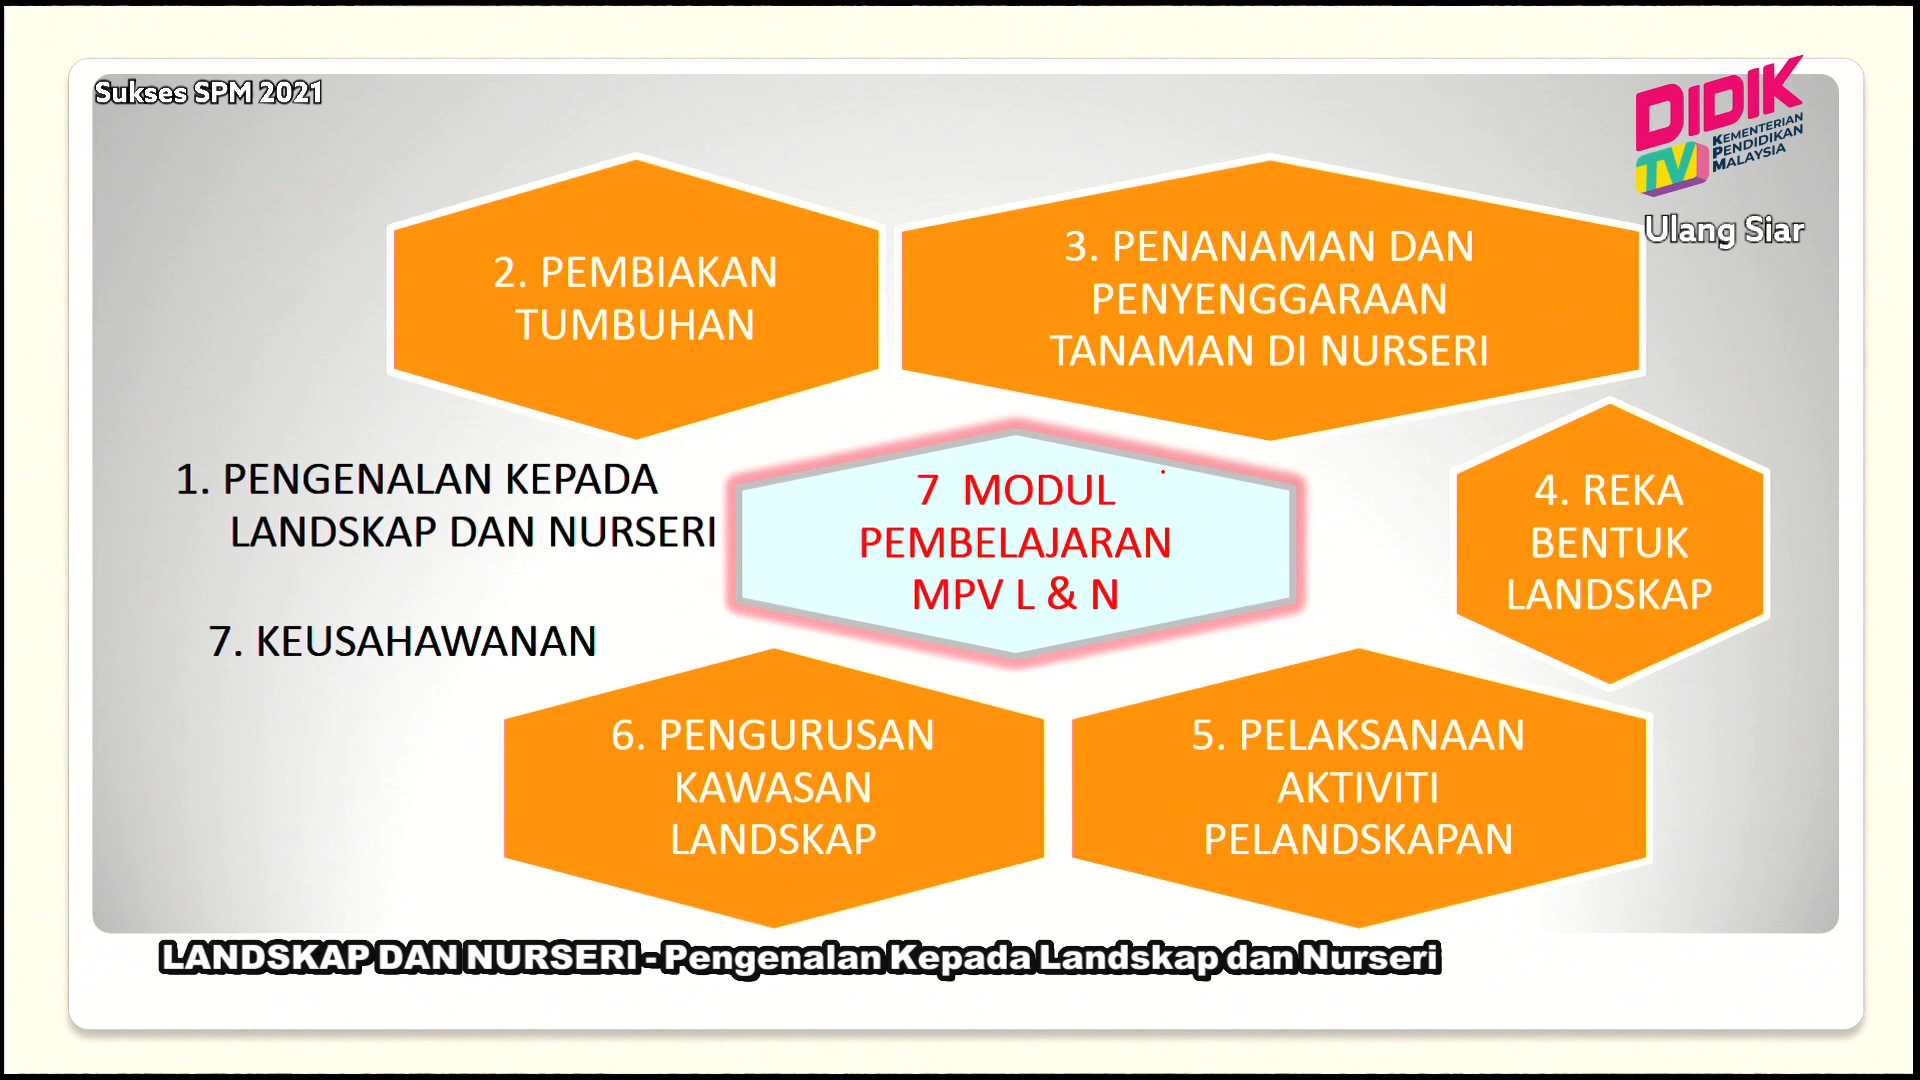 Sukses SPM 2021
DIDIK
TV
KEMENTERIAN
PENDIDIKAN
MALAYSIA
Ulang Siar
2. PEMBIAKAN
TUMBUHAN
3. PENANAMAN DAN
PENYENGGARAAN
TANAMAN DI NURSERI
1. PENGENALAN KEPADA
LANDSKAP DAN NURSERI
7 MODUL
PEMBELAJARAN
MPV L & N
4. REKA
BENTUK
LANDSKAP
7. KEUSAHAWANAN
6. PENGURUSAN
KAWASAN
LANDSKAP
5. PELAKSANAAN
AKTIVITI
PELANDSKAPAN
LANDSKAP DAN NURSERI - Pengenalan Kepada Landskap dan Nurseri